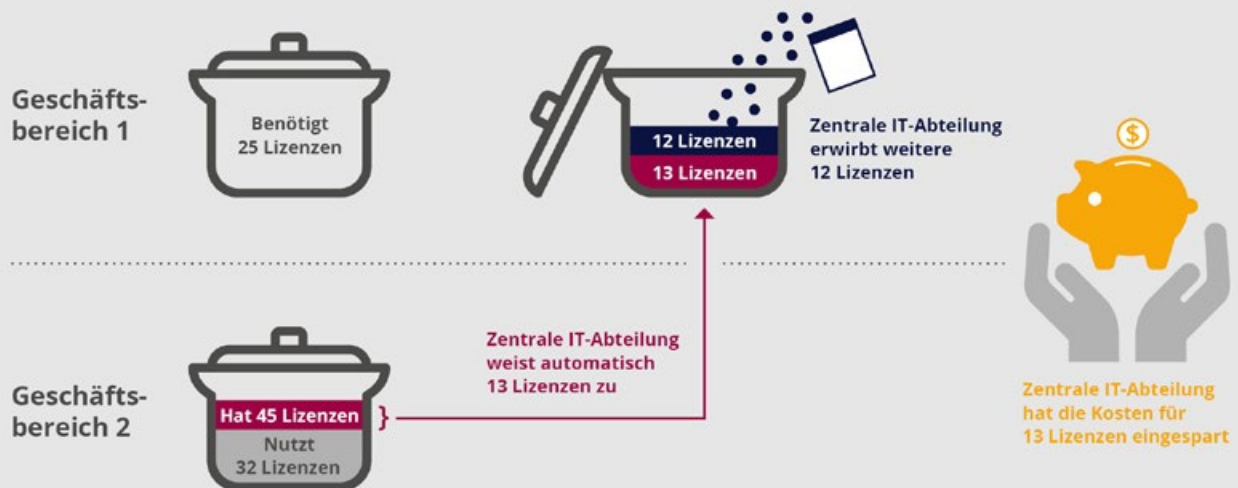 Geschäfts-
bereich 1
Benötigt
25 Lizenzen
12 Lizenzen
13 Lizenzen
Zentrale IT-Abteilung
erwirbt weitere
12 Lizenzen
$
Geschäfts-
bereich 2
Hat 45 Lizenzen
}
Nutzt
32 Lizenzen
Zentrale IT-Abteilung
weist automatisch
13 Lizenzen zu
Zentrale IT-Abteilung
hat die Kosten für
13 Lizenzen eingespart